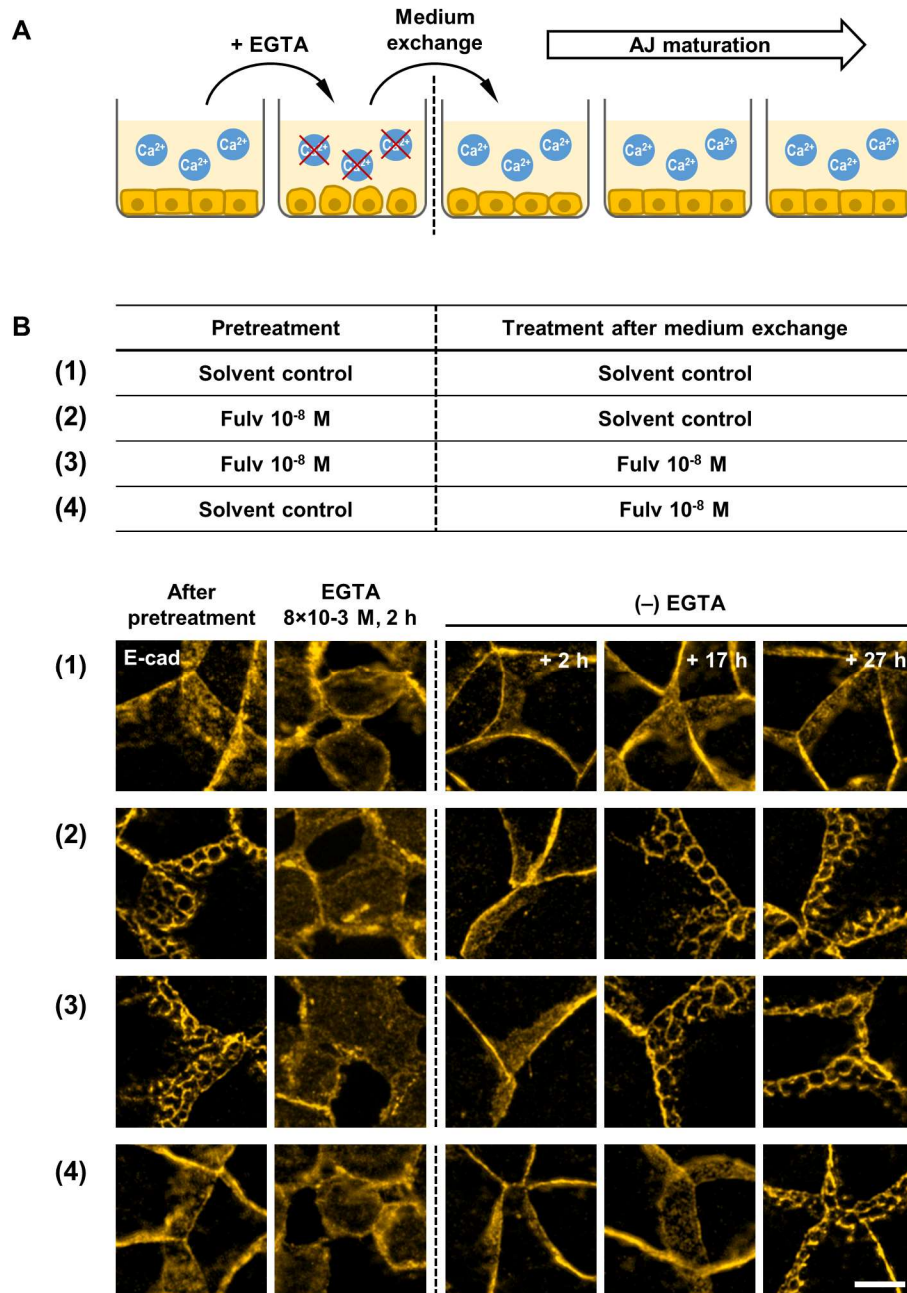 A
+ EGTA
Medium
exchange
AJ maturation
Ca2+ Ca2+ Ca2+
Ca2+ Ca2+ Ca2+
Ca2+ Ca2+ Ca2+
Ca2+ Ca2+ Ca2+
Ca2+ Ca2+ Ca2+
B
Pretreatment Treatment after medium exchange
(1) Solvent control Solvent control
(2) Fulv 10-8 M Solvent control
(3) Fulv 10-8 M Fulv 10-8 M
(4) Solvent control Fulv 10-8 M
After
pretreatment
EGTA
8×10-3 M, 2 h
(–) EGTA
(1) E-cad + 2 h + 17 h + 27 h
(2)
(3)
(4)